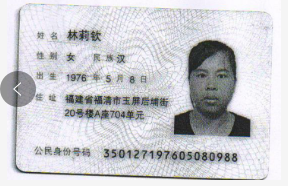 姓名 林莉钦
性别 女 民族 汉
出生 1976 年 5 月 8 日
住址 福建省福清市玉屏后埔街
20号楼A座704单元
公民身份号码 350127197605080988